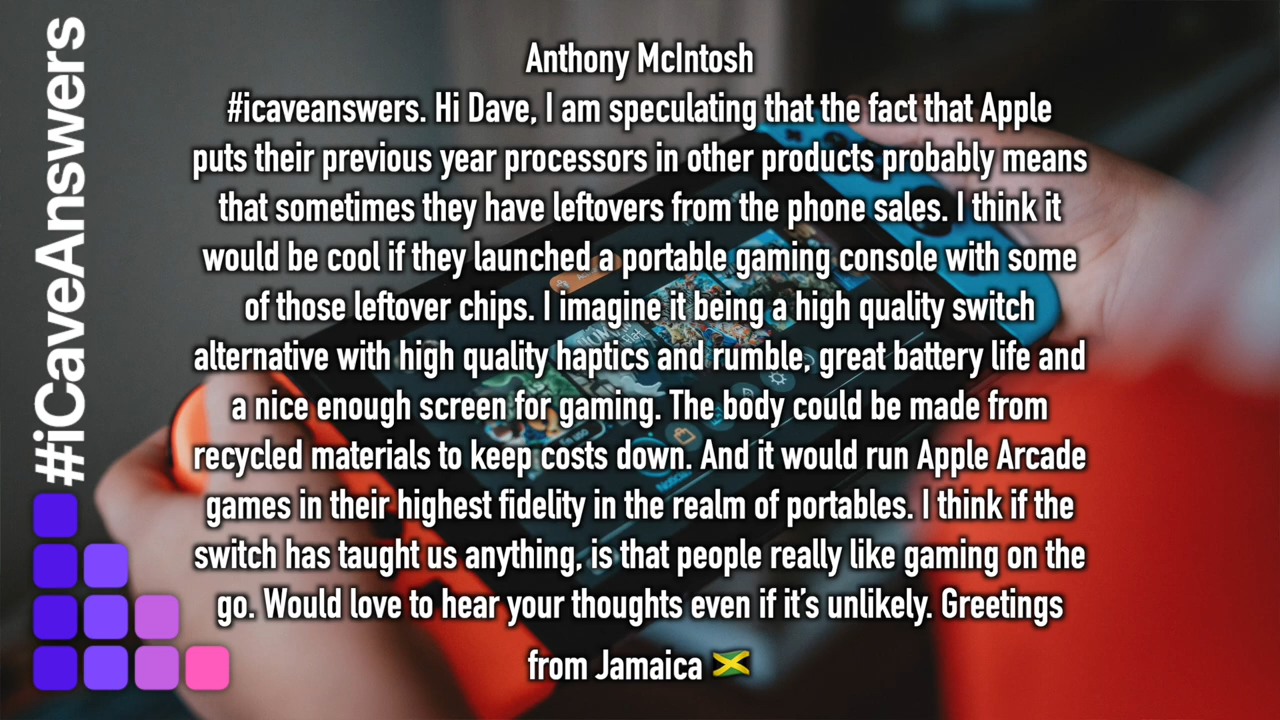 #iCaveAnswers
Anthony McIntosh
#icaveanswers. Hi Dave, I am speculating that the fact that Apple
puts their previous year processors in other products probably means
that sometimes they have leftovers from the phone sales. I think it
would be cool if they launched a portable gaming console with some
of those leftover chips. I imagine it being a high quality switch
alternative with high quality haptics and rumble, great battery life and
a nice enough screen for gaming. The body could be made from
recycled materials to keep costs down. And it would run Apple Arcade
games in their highest fidelity in the realm of portables. I think if the
switch has taught us anything, is that people really like gaming on the
go. Would love to hear your thoughts even if it’s unlikely. Greetings
from Jamaica 🇯🇲